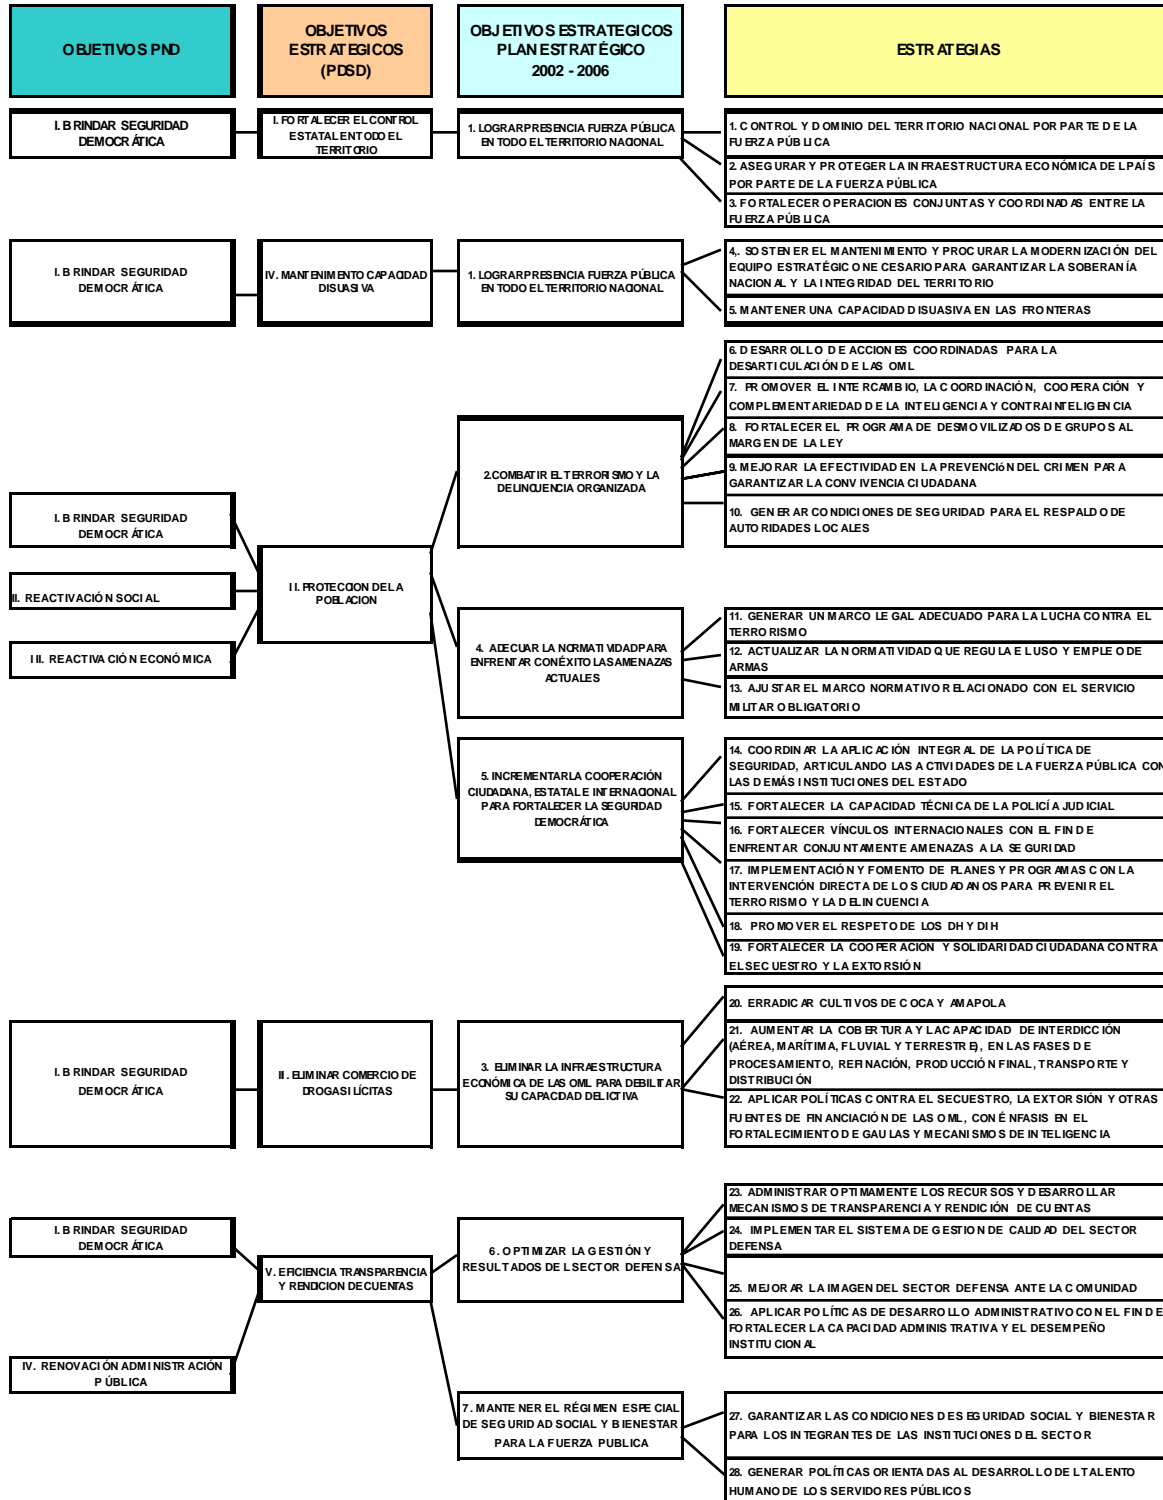 OBJETIVOS PND
OBJETIVOS
ESTRATEGICOS
(PDSD)
OBJETIVOS ESTRATEGICOS
PLAN ESTRATÉGICO
2002 - 2006
ESTRATEGIAS
I. BRINDAR SEGURIDAD
DEMOCRÁTICA
I. FORTALECER EL CONTROL
ESTATAL EN TODO EL
TERRITORIO
1. LOGRAR PRESENCIA FUERZA PÚBLICA
EN TODO EL TERRITORIO NACIONAL
1. CONTROL Y DOMINIO DEL TERRITORIO NACIONAL POR PARTE DE LA
FUERZA PÚBLICA
2. ASEGURAR Y PROTEGER LA INFRAESTRUCTURA ECONÓMICA DEL PAÍS
POR PARTE DE LA FUERZA PÚBLICA
3. FORTALECER OPERACIONES CONJUNTAS Y COORDINADAS ENTRE LA
FUERZA PÚBLICA
I. BRINDAR SEGURIDAD
DEMOCRÁTICA
IV. MANTENIMENTO CAPACIDAD
DISUASIVA
1. LOGRAR PRESENCIA FUERZA PÚBLICA
EN TODO EL TERRITORIO NACIONAL
4,. SOSTENER EL MANTENIMIENTO Y PROCURAR LA MODERNIZACIÓN DEL
EQUIPO ESTRATÉGICO NECESARIO PARA GARANTIZAR LA SOBERANÍA
NACIONAL Y LA INTEGRIDAD DEL TERRITORIO
5. MANTENER UNA CAPACIDAD DISUASIVA EN LAS FRONTERAS
I. BRINDAR SEGURIDAD
DEMOCRÁTICA
II. REACTIVACIÓN SOCIAL
III. REACTIVACIÓN ECONÓMICA
II. PROTECCION DE LA
POBLACION
2.COMBATIR EL TERRORISMO Y LA
DELINCUENCIA ORGANIZADA
6. DESARROLLO DE ACCIONES COORDINADAS PARA LA
DESARTICULACIÓN DE LAS OML
7. PROMOVER EL INTERCAMBIO, LA COORDINACIÓN, COOPERACIÓN Y
COMPLEMENTARIEDAD DE LA INTELIGENCIA Y CONTRAINTELIGENCIA
8. FORTALECER EL PROGRAMA DE DESMOVILIZADOS DE GRUPOS AL
MARGEN DE LA LEY
9. MEJORAR LA EFECTIVIDAD EN LA PREVENCIóN DEL CRIMEN PARA
GARANTIZAR LA CONVIVENCIA CIUDADANA
10. GENERAR CONDICIONES DE SEGURIDAD PARA EL RESPALDO DE
AUTORIDADES LOCALES
4. ADECUAR LA NORMATIVIDAD PARA
ENFRENTAR CON ÉXITO LAS AMENAZAS
ACTUALES
11. GENERAR UN MARCO LEGAL ADECUADO PARA LA LUCHA CONTRA EL
TERRORISMO
12. ACTUALIZAR LA NORMATIVIDAD QUE REGULA EL USO Y EMPLEO DE
ARMAS
13. AJUSTAR EL MARCO NORMATIVO RELACIONADO CON EL SERVICIO
MILITAR OBLIGATORIO
5. INCREMENTAR LA COOPERACIÓN
CIUDADANA, ESTATAL E INTERNACIONAL
PARA FORTALECER LA SEGURIDAD
DEMOCRÁTICA
14. COORDINAR LA APLICACIÓN INTEGRAL DE LA POLÍTICA DE
SEGURIDAD, ARTICULANDO LAS ACTIVIDADES DE LA FUERZA PÚBLICA CON
LAS DEMÁS INSTITUCIONES DEL ESTADO
15. FORTALECER LA CAPACIDAD TÉCNICA DE LA POLICÍA JUDICIAL
16. FORTALECER VÍNCULOS INTERNACIONALES CON EL FIN DE
ENFRENTAR CONJUNTAMENTE AMENAZAS A LA SEGURIDAD
17. IMPLEMENTACIÓN Y FOMENTO DE PLANES Y PROGRAMAS CON LA
INTERVENCIÓN DIRECTA DE LOS CIUDADANOS PARA PREVENIR EL
TERRORISMO Y LA DELINCUENCIA
18. PROMOVER EL RESPETO DE LOS DH Y DIH
19. FORTALECER LA COOPERACIÓN Y SOLIDARIDAD CIUDADANA CONTRA
EL SECUESTRO Y LA EXTORSIÓN
I. BRINDAR SEGURIDAD
DEMOCRÁTICA
III. ELIMINAR COMERCIO DE
DROGAS ILÍCITAS
3. ELIMINAR LA INFRAESTRUCTURA
ECONÓMICA DE LAS OML PARA DEBILITAR
SU CAPACIDAD DELICTIVA
20. ERRADICAR CULTIVOS DE COCA Y AMAPOLA
21. AUMENTAR LA COBERTURA Y LA CAPACIDAD DE INTERDICCIÓN
(AÉREA, MARÍTIMA, FLUVIAL Y TERRESTRE), EN LAS FASES DE
PROCESAMIENTO, REFINACIÓN, PRODUCCIÓN FINAL, TRANSPORTE Y
DISTRIBUCIÓN
22. APLICAR POLÍTICAS CONTRA EL SECUESTRO, LA EXTORSIÓN Y OTRAS
FUENTES DE FINANCIACIÓN DE LAS OML, CON ÉNFASIS EN EL
FORTALECIMIENTO DE GAULAS Y MECANISMOS DE INTELIGENCIA
I. BRINDAR SEGURIDAD
DEMOCRÁTICA
IV. RENOVACIÓN ADMINISTRACIÓN
PÚBLICA
V. EFICIENCIA TRANSPARENCIA
Y RENDICION DE CUENTAS
6. OPTIMIZAR LA GESTIÓN Y
RESULTADOS DEL SECTOR DEFENSA
23. ADMINISTRAR OPTIMAMENTE LOS RECURSOS Y DESARROLLAR
MECANISMOS DE TRANSPARENCIA Y RENDICIÓN DE CUENTAS
24. IMPLEMENTAR EL SISTEMA DE GESTION DE CALIDAD DEL SECTOR
DEFENSA
25. MEJORAR LA IMAGEN DEL SECTOR DEFENSA ANTE LA COMUNIDAD
26. APLICAR POLÍTICAS DE DESARROLLO ADMINISTRATIVO CON EL FIN DE
FORTALECER LA CAPACIDAD ADMINISTRATIVA Y EL DESEMPEÑO
INSTITUCIONAL
7. MANTENER EL RÉGIMEN ESPECIAL
DE SEGURIDAD SOCIAL Y BIENESTAR
PARA LA FUERZA PUBLICA
27. GARANTIZAR LAS CONDICIONES DE SEGURIDAD SOCIAL Y BIENESTAR
PARA LOS INTEGRANTES DE LAS INSTITUCIONES DEL SECTOR
28. GENERAR POLÍTICAS ORIENTADAS AL DESARROLLO DEL TALENTO
HUMANO DE LOS SERVIDORES PÚBLICOS